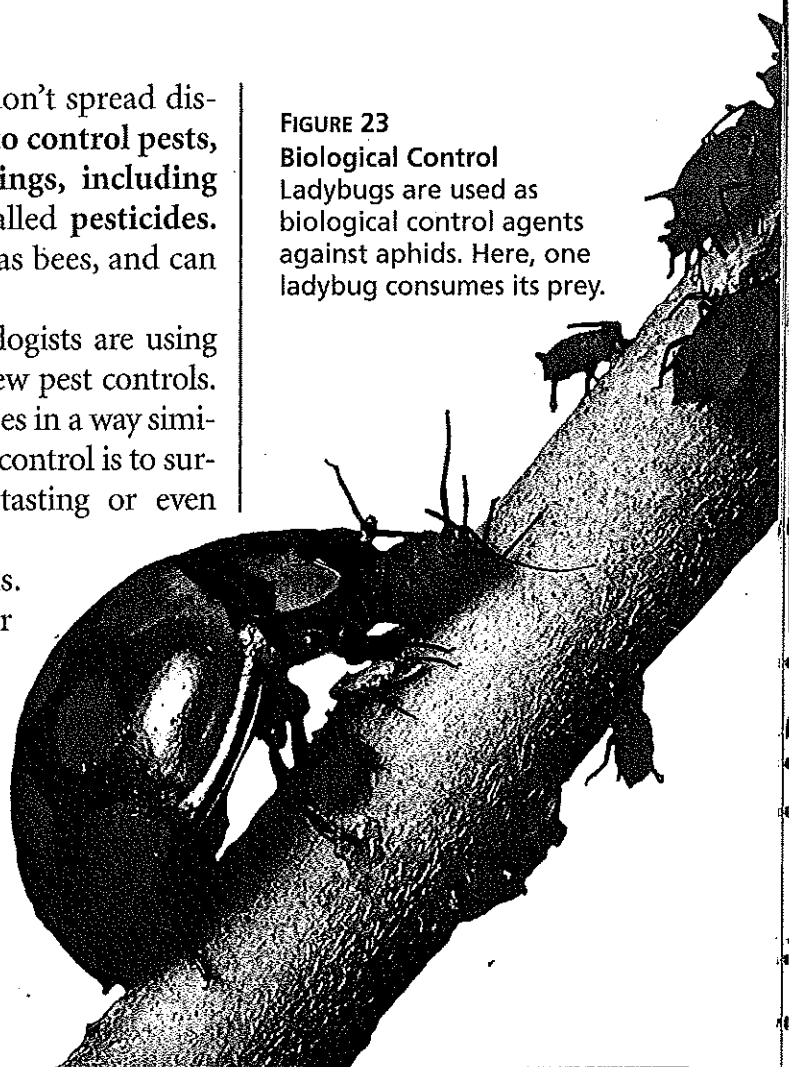 on't spread dis-
to control pests,
ings, including
alled pesticides.
as bees, and can
logists are using
ew pest controls.
es in a way simi-
control is to sur-
tasting or even
s.
r
FIGURE 23
Biological Control
Ladybugs are used as
biological control agents
against aphids. Here, one
ladybug consumes its prey.